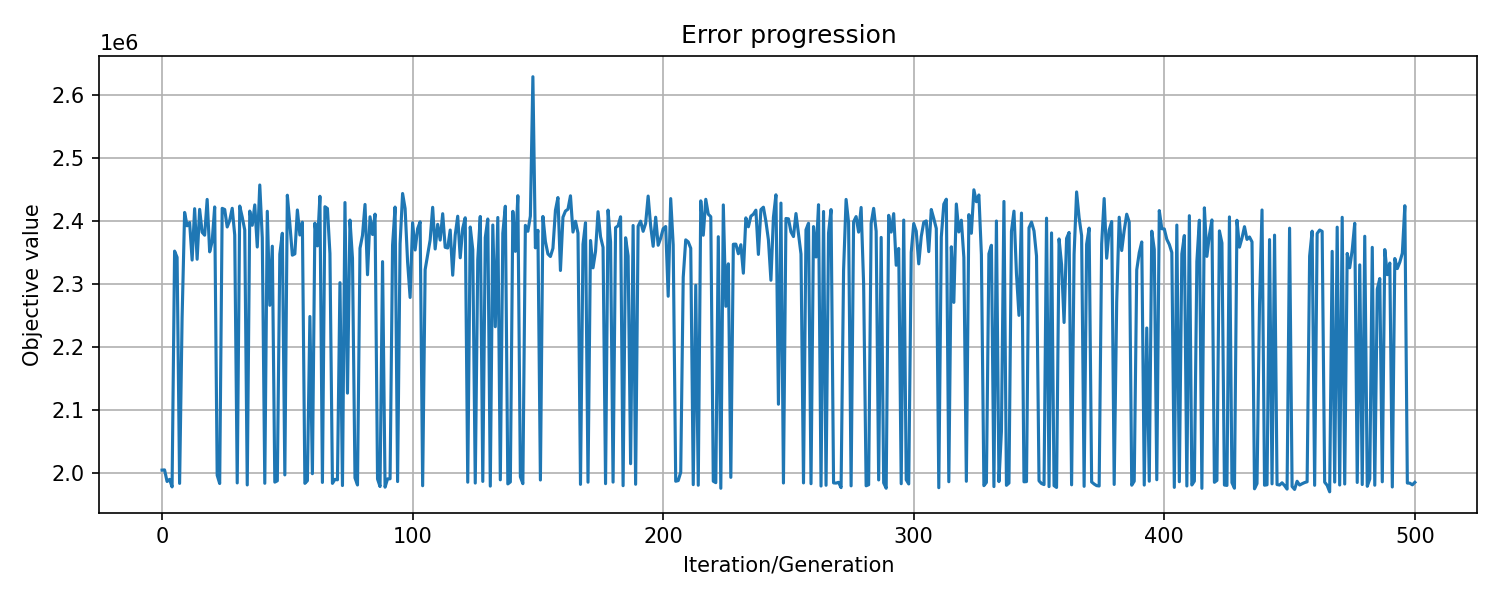 Error progression
1e6
2.6
2.5
2.4
2.3
2.2
2.1
2.0
Objective value
0 100 200 300 400 500
Iteration/Generation